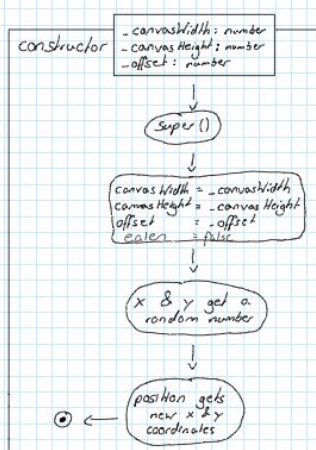 constructor
_canvasWidth: number
_canvasHeight: number
_offset: number
super()
canvasWidth = _canvasWidth
canvasHeight = _canvasHeight
offset = _offset
eaten = false
x & y get a
random number
position gets
new x & y
coordinates